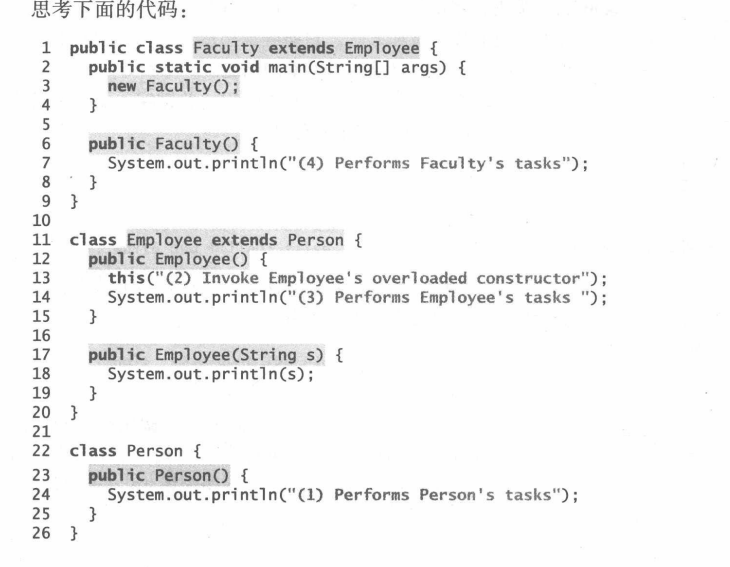 思考下面的代码：
1 public class Faculty extends Employee {
2   public static void main(String[] args) {
3     new Faculty();
4   }
5
6   public Faculty() {
7     System.out.println("(4) Performs Faculty's tasks");
8   }
9 }
10
11 class Employee extends Person {
12   public Employee() {
13     this("(2) Invoke Employee's overloaded constructor");
14     System.out.println("(3) Performs Employee's tasks ");
15   }
16
17   public Employee(String s) {
18     System.out.println(s);
19   }
20 }
21
22 class Person {
23   public Person() {
24     System.out.println("(1) Performs Person's tasks");
25   }
26 }